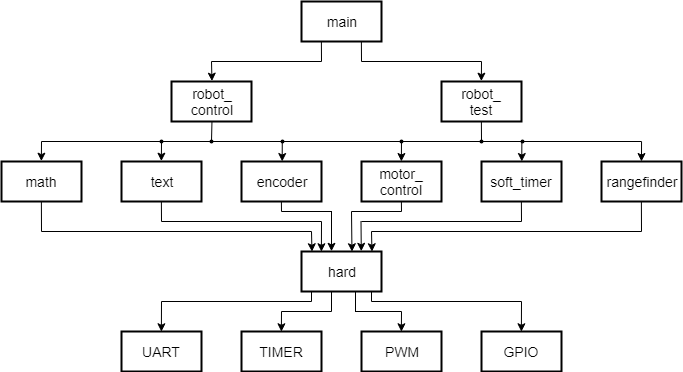 main
robot_
control
robot_
test
math
text
encoder
motor_
control
soft_timer
rangefinder
hard
UART
TIMER
PWM
GPIO